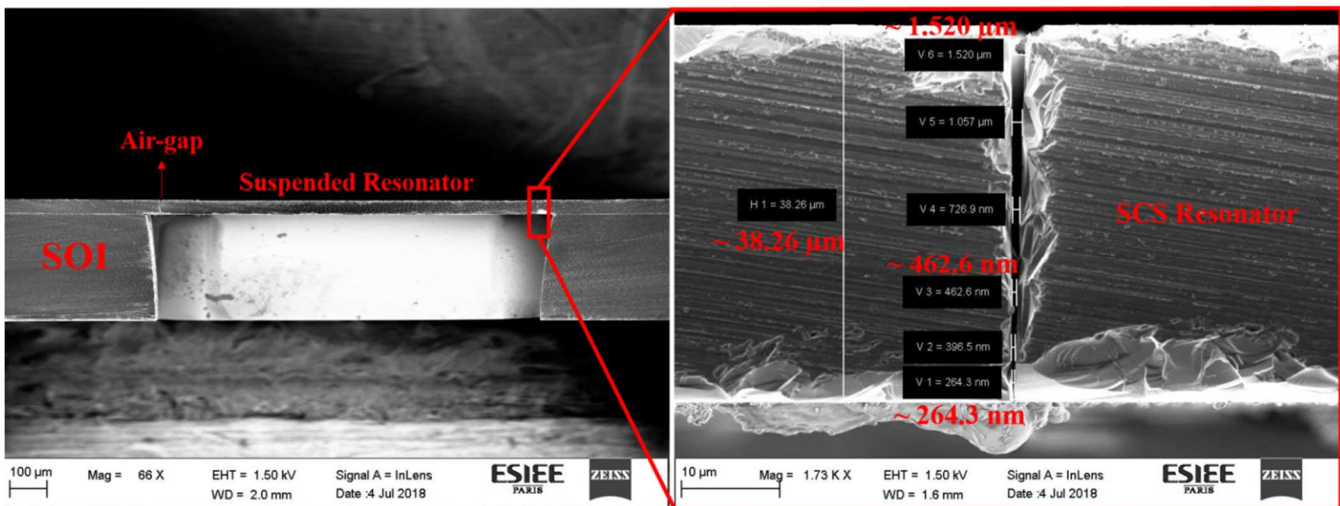 Air-gap
Suspended Resonator
SOI
100 µm
Mag = 66 X
EHT = 1.50 kV
WD = 2.0 mm
Signal A = InLens
Date :4 Jul 2018
ESIEE
PARIS
ZEISS
~ 1.520 µm
V 6 = 1.520 µm
V 5 = 1.057 µm
H 1 = 38.26 µm
V 4 = 726.9 nm
SCS Resonator
~ 38.26 µm
~ 462.6 nm
V 3 = 462.6 nm
V 2 = 396.5 nm
V 1 = 264.3 nm
~ 264.3 nm
10 µm
Mag = 1.73 K X
EHT = 1.50 kV
WD = 1.6 mm
Signal A = InLens
Date :4 Jul 2018
ESIEE
PARIS
ZEISS